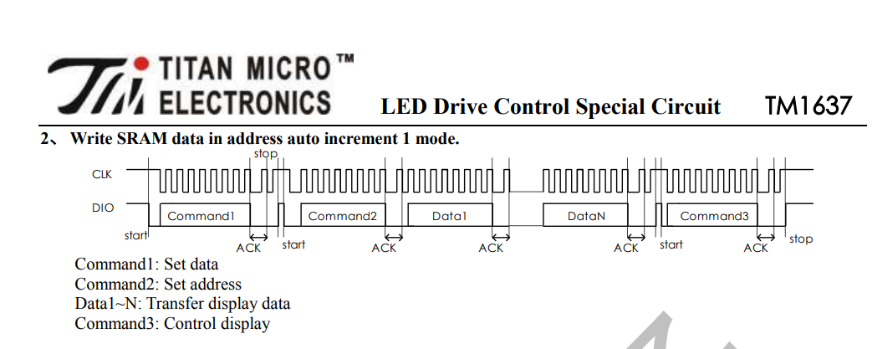 TITAN MICRO™
ELECTRONICS
LED Drive Control Special Circuit TM1637
2、 Write SRAM data in address auto increment 1 mode.
stop
CLK
DIO
Command1 Command2 Data1 DataN Command3
start ACK start ACK ACK ACK start ACK stop
Command1: Set data
Command2: Set address
Data1~N: Transfer display data
Command3: Control display